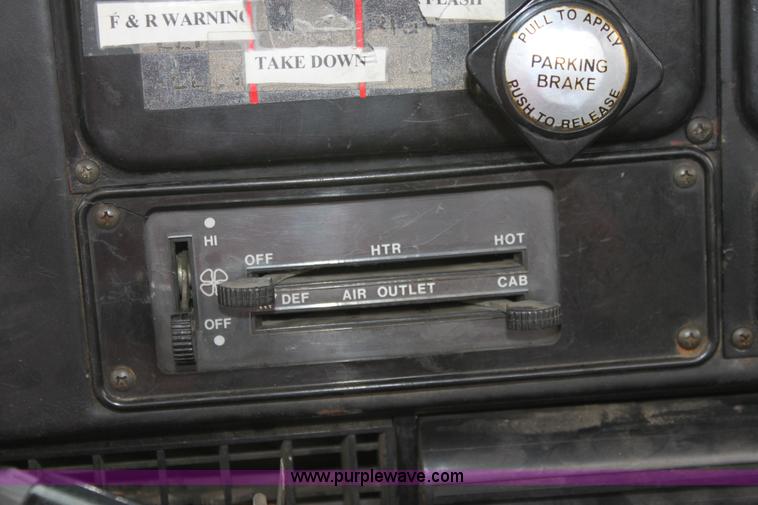 F & R WARNING
FLASH
TAKE DOWN
PULL TO APPLY
PARKING
BRAKE
PUSH TO RELEASE
HI
OFF HTR HOT
DEF AIR OUTLET CAB
OFF
www.purplewave.com